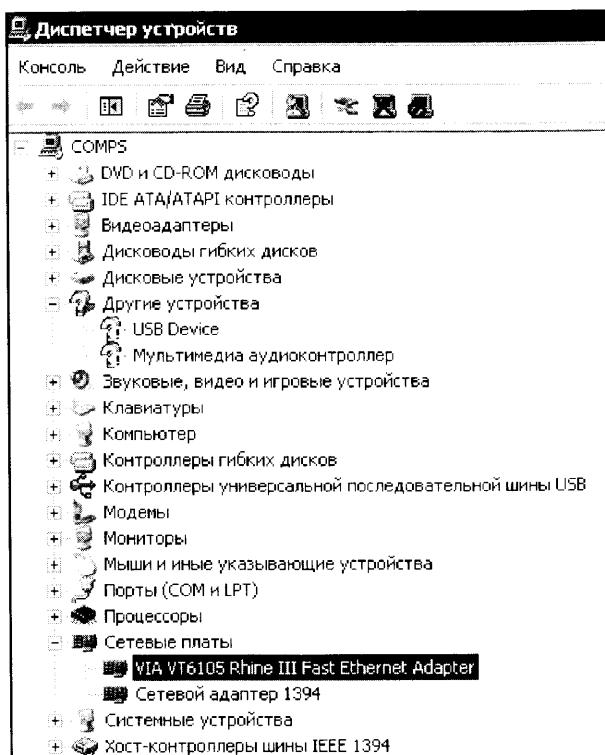 Диспетчер устройств
Консоль Действие Вид Справка
COMPS
DVD и CD-ROM дисководы
IDE ATA/ATAPI контроллеры
Видеоадаптеры
Дисководы гибких дисков
Дисковые устройства
Другие устройства
USB Device
Мультимедиа аудиоконтроллер
Звуковые, видео и игровые устройства
Клавиатуры
Компьютер
Контроллеры гибких дисков
Контроллеры универсальной последовательной шины USB
Модемы
Мониторы
Мыши и иные указывающие устройства
Порты (COM и LPT)
Процессоры
Сетевые платы
VIA VT6105 Rhine III Fast Ethernet Adapter
Сетевой адаптер 1394
Системные устройства
Хост-контроллеры шины IEEE 1394